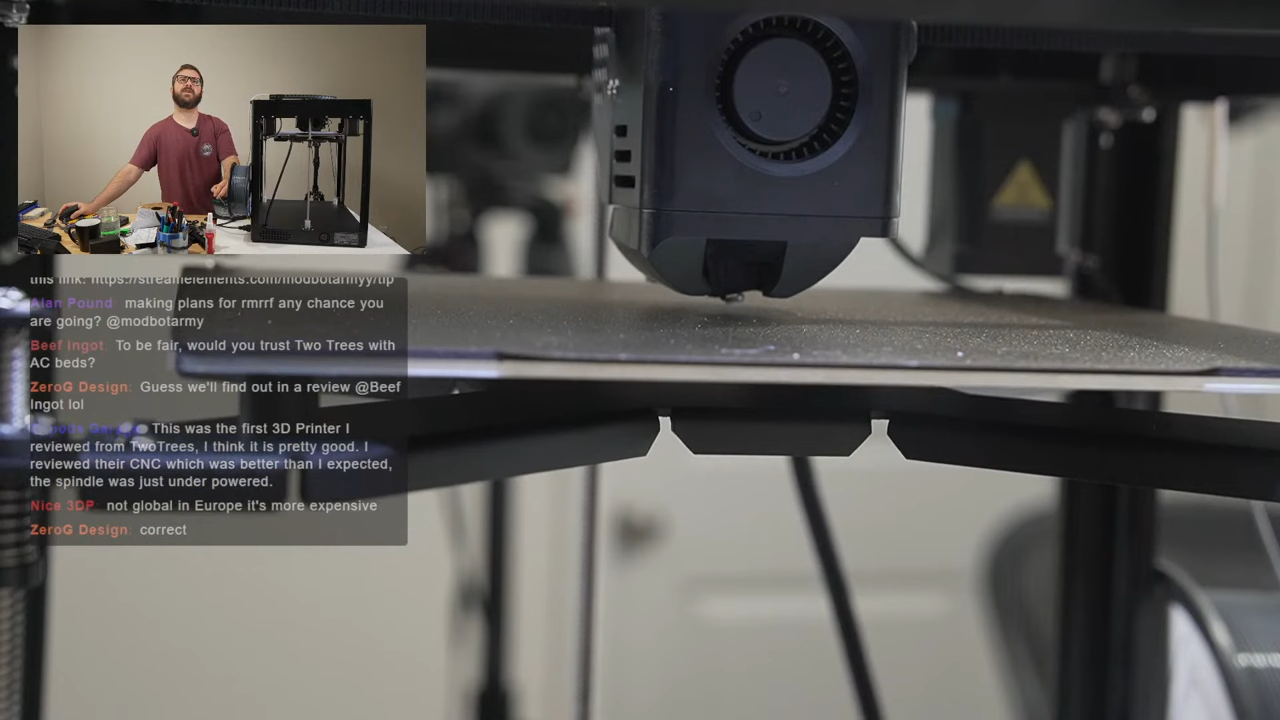 this link: https://streamelements.com/modbotarmyy/tip
Alan Pound: making plans for rmrrf any chance you
are going? @modbotarmy
Beef Ingot: To be fair, would you trust Two Trees with
AC beds?
ZeroG Design: Guess we'll find out in a review @Beef
Ingot lol
This was the first 3D Printer I
reviewed from TwoTrees, I think it is pretty good. I
reviewed their CNC which was better than I expected,
the spindle was just under powered.
Nice 3DP: not global in Europe it's more expensive
ZeroG Design: correct